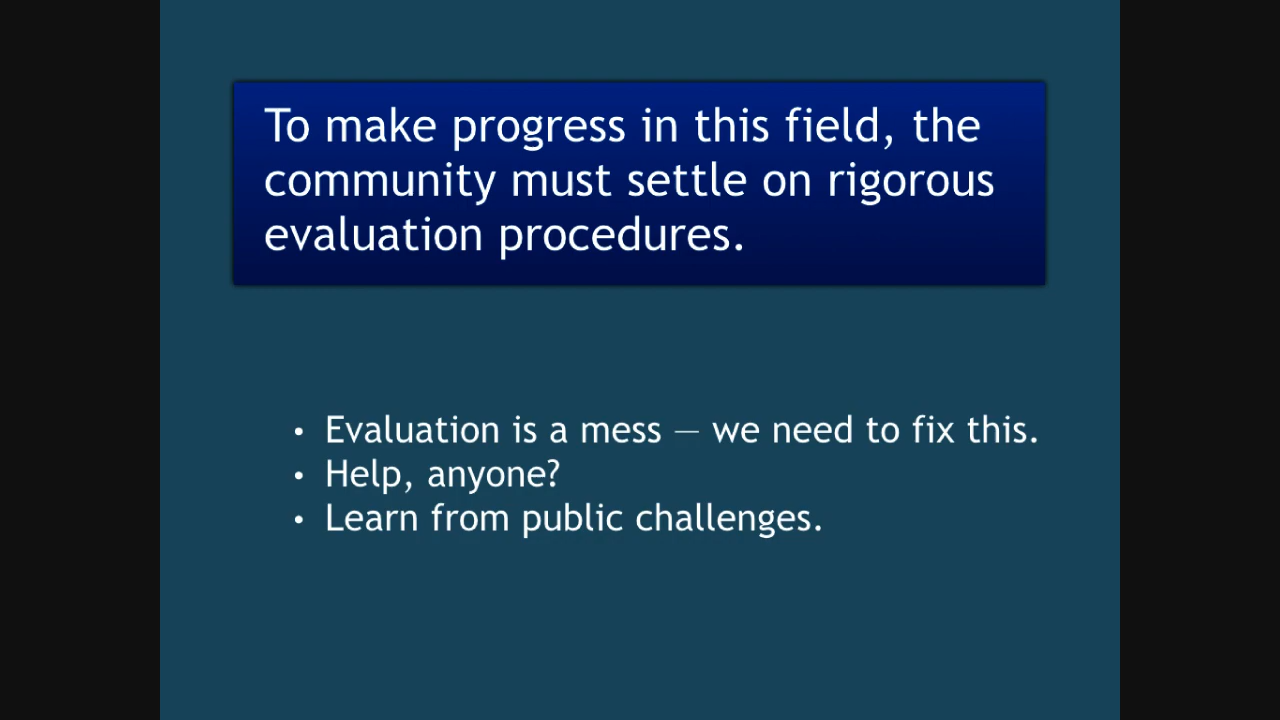 To make progress in this field, the
community must settle on rigorous
evaluation procedures.
• Evaluation is a mess — we need to fix this.
• Help, anyone?
• Learn from public challenges.